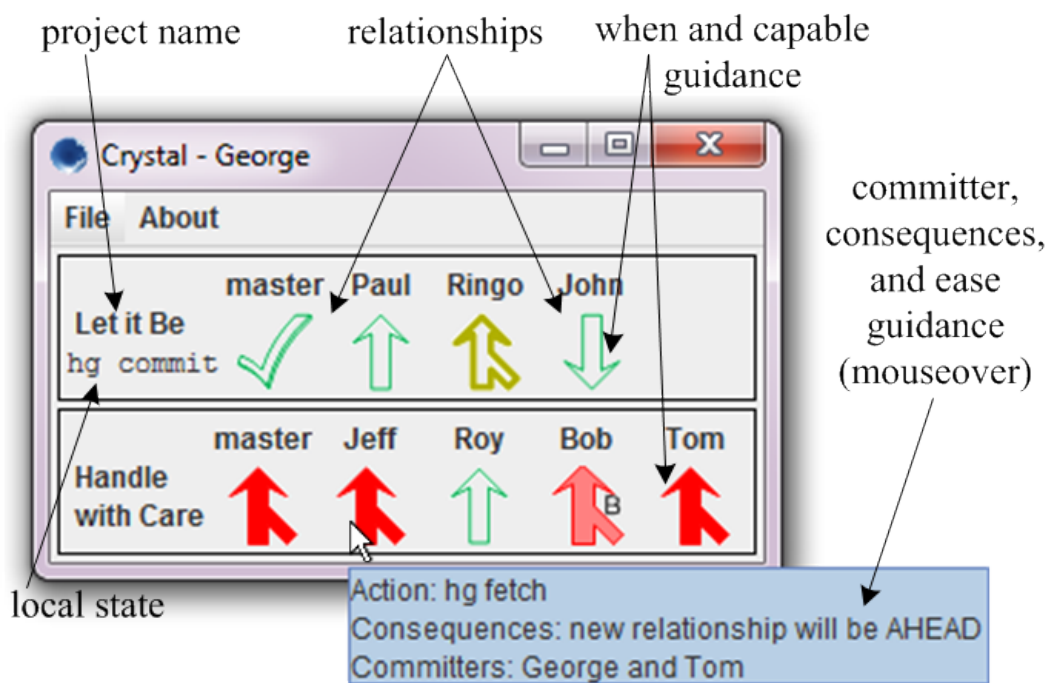 project name
relationships
when and capable
guidance
Crystal - George
File About
committer,
consequences,
and ease
guidance
(mouseover)
master Paul Ringo John
Let it Be
hg commit
master Jeff Roy Bob Tom
Handle
with Care
B
local state
Action: hg fetch
Consequences: new relationship will be AHEAD
Committers: George and Tom